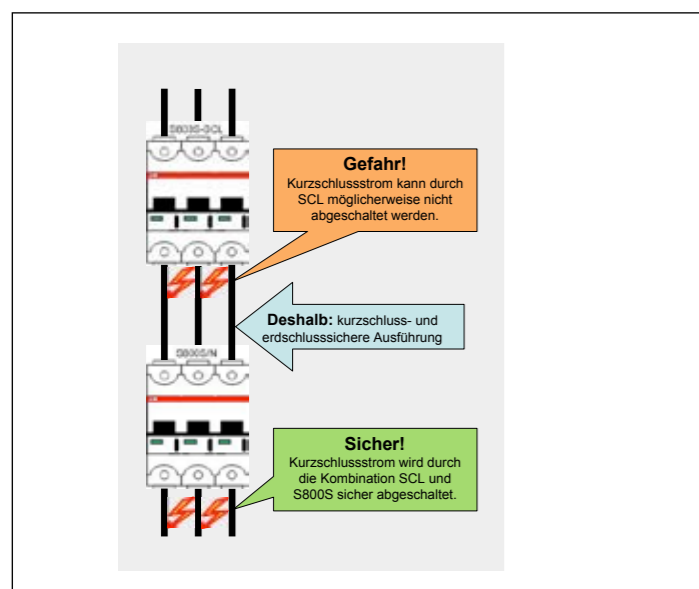 S803S-SCL
Gefahr!
Kurzschlussstrom kann durch
SCL möglicherweise nicht
abgeschaltet werden.
Deshalb: kurzschluss- und
erdschlusssichere Ausführung
S800S/N
Sicher!
Kurzschlussstrom wird durch
die Kombination SCL und
S800S sicher abgeschaltet.